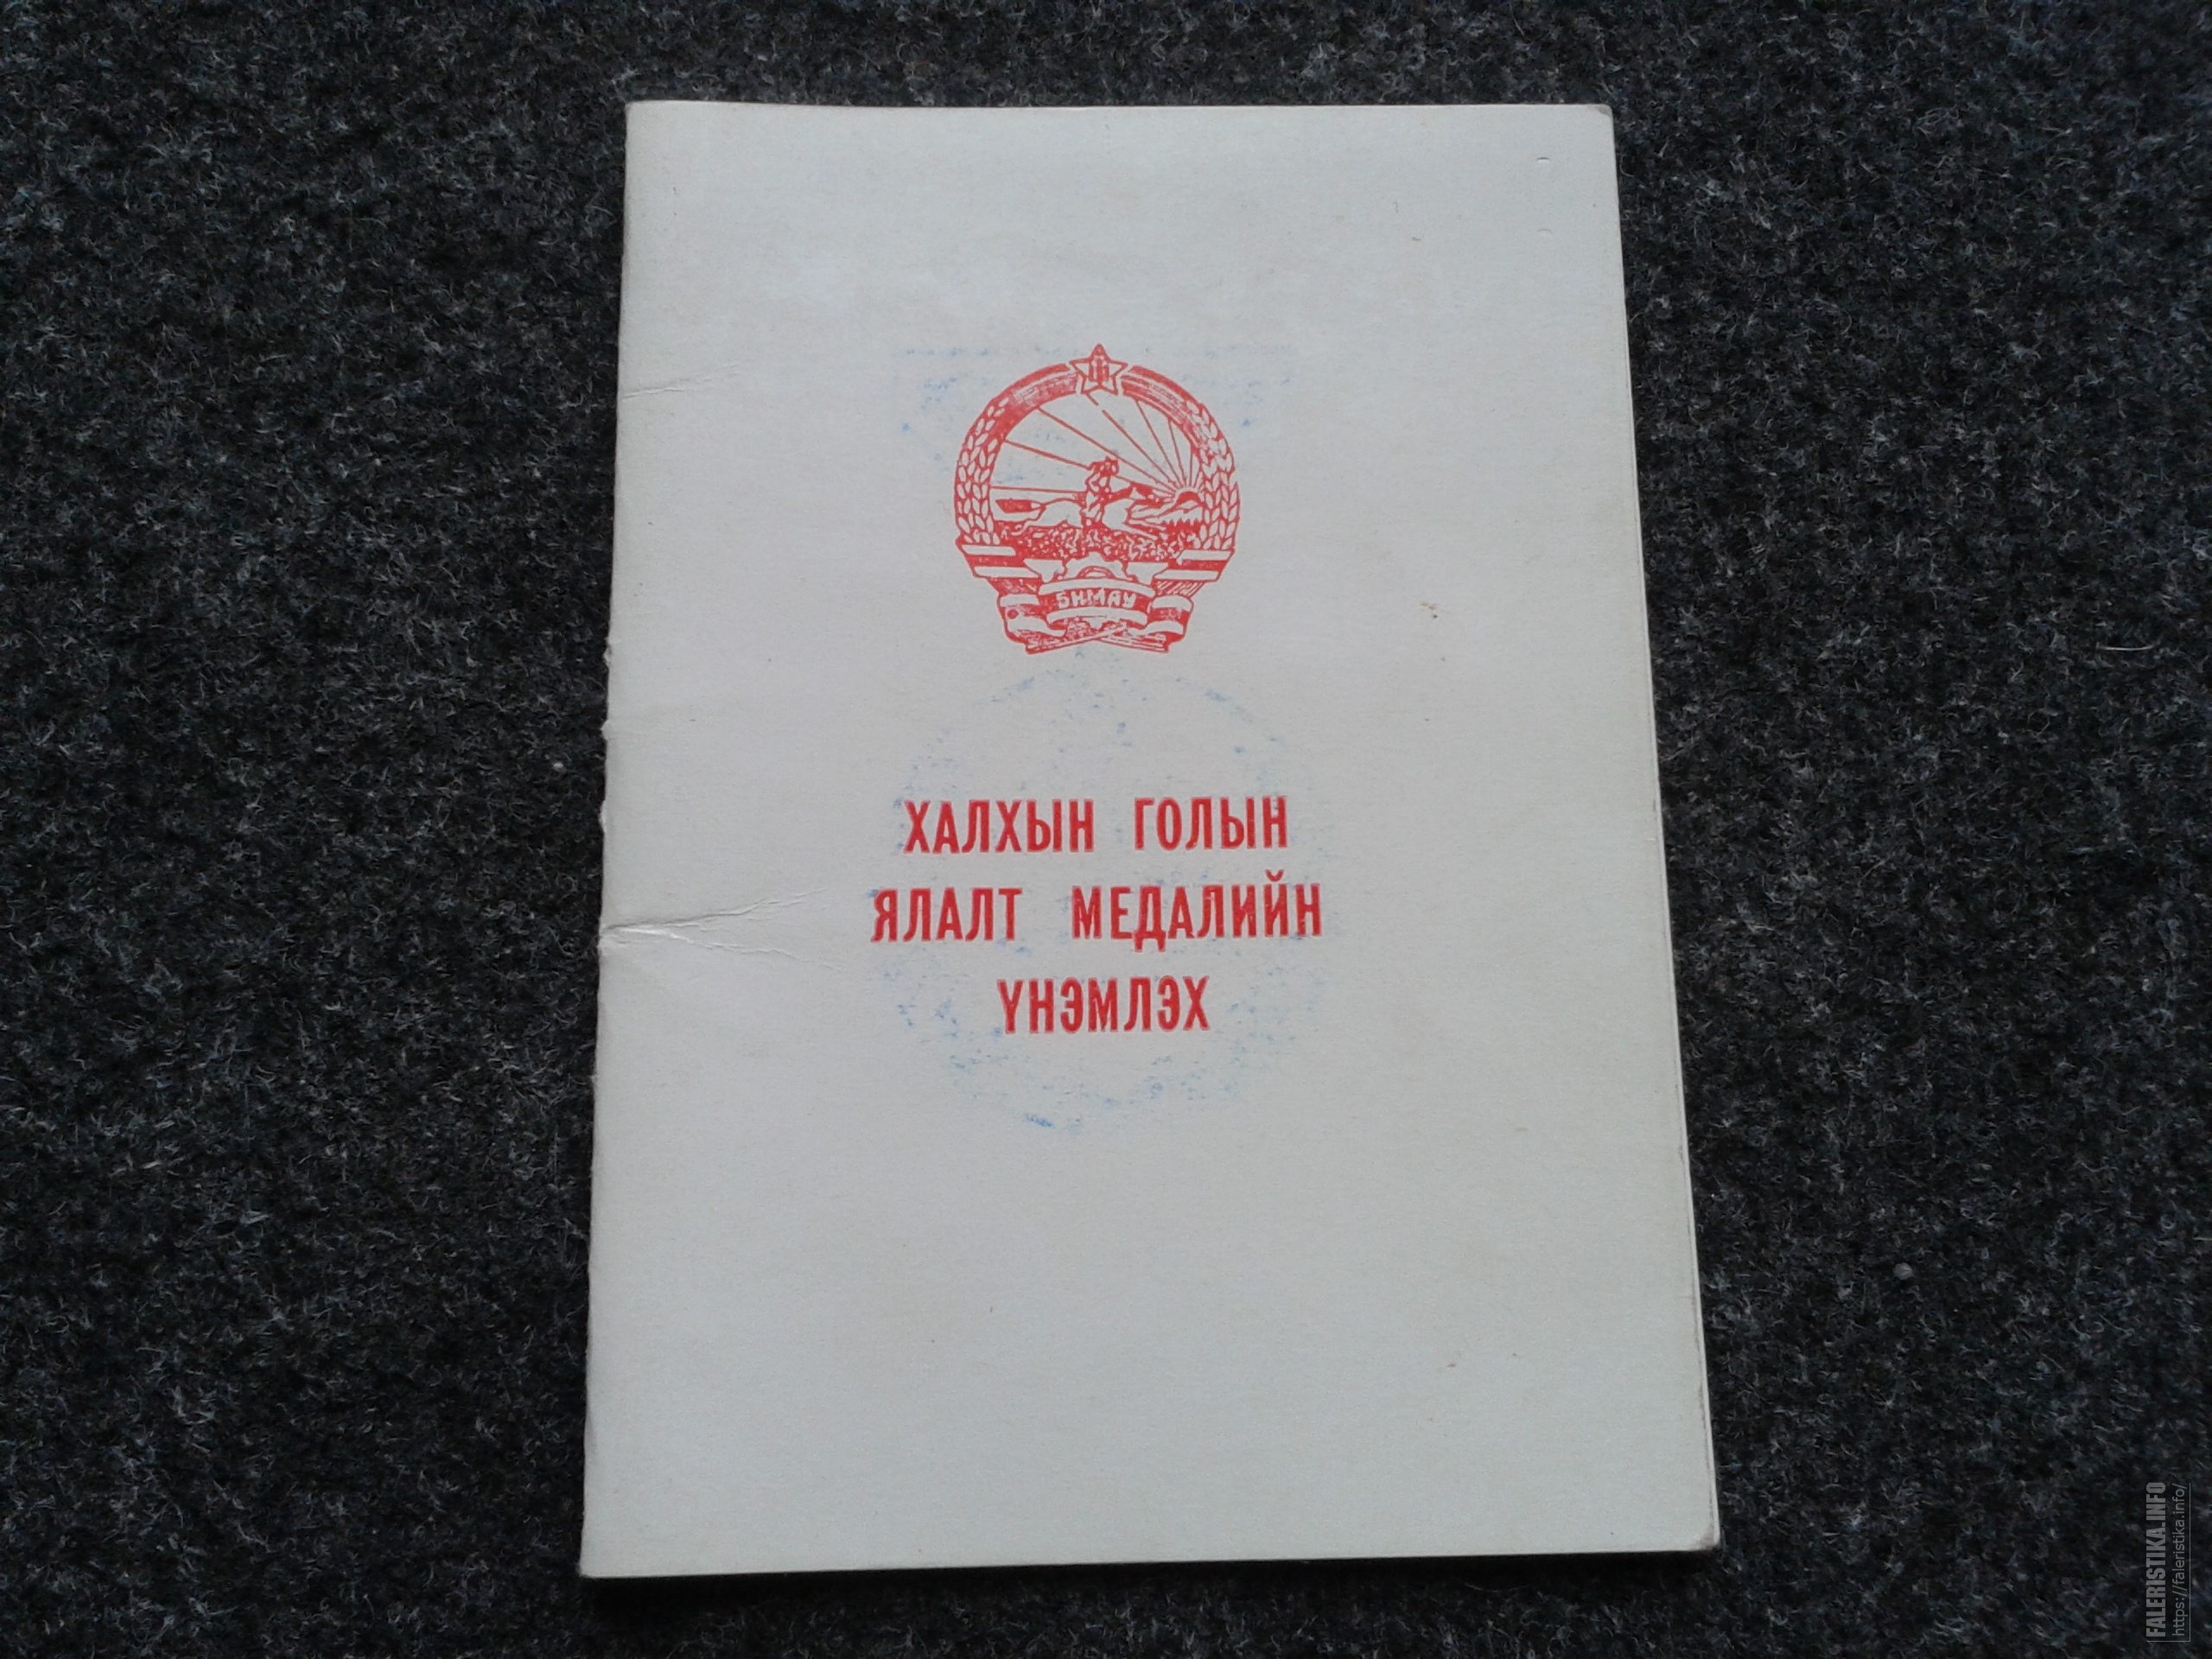 БНМАУ
ХАЛХЫН ГОЛЫН
ЯЛАЛТ МЕДАЛИЙН
ҮНЭМЛЭХ
FALERISTIKA.INFO
https://faleristika.info/